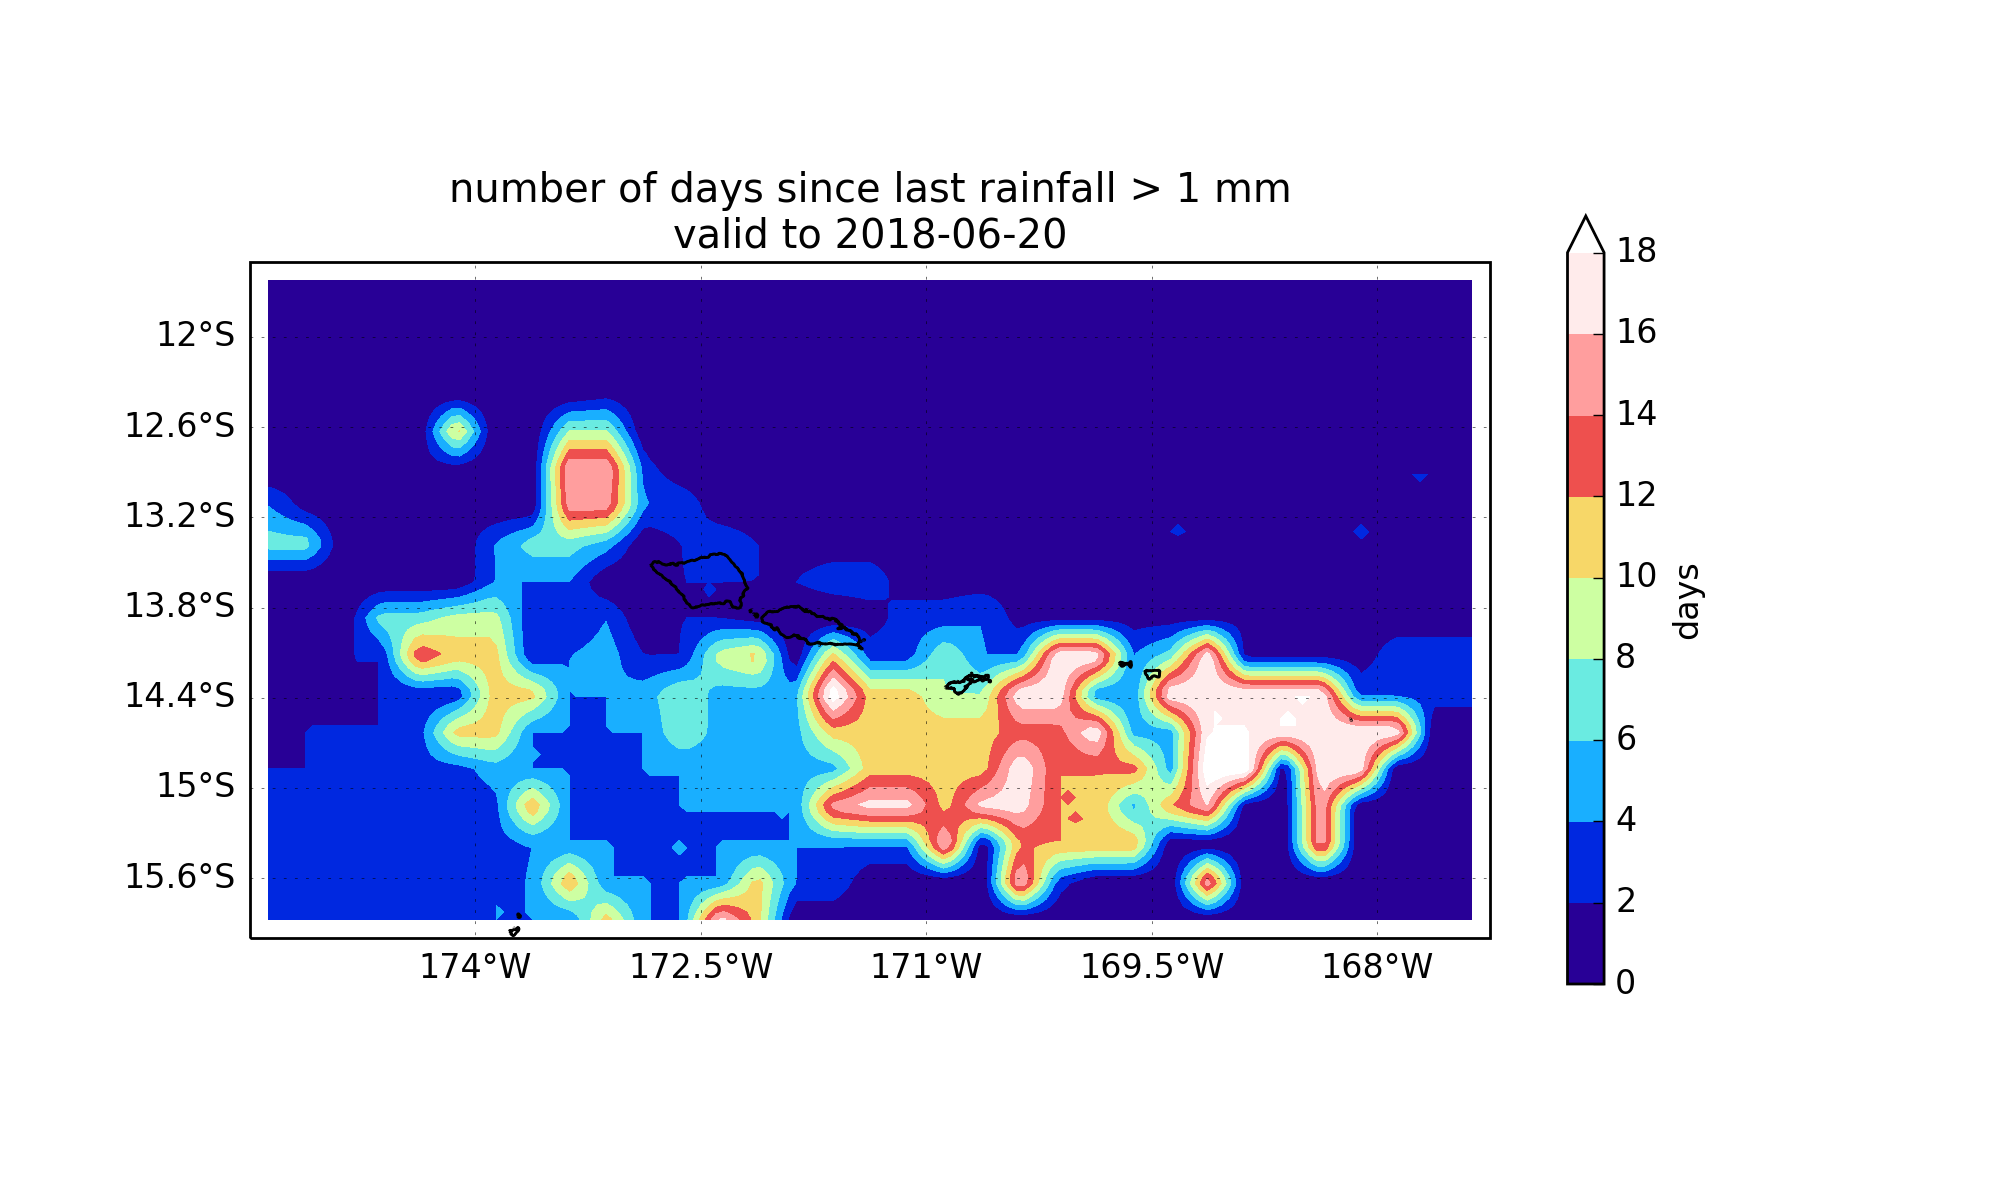 number of days since last rainfall > 1 mm
valid to 2018-06-20
12°S
12.6°S
13.2°S
13.8°S
14.4°S
15°S
15.6°S
174°W
172.5°W
171°W
169.5°W
168°W
18
16
14
12
10
8
6
4
2
0
days